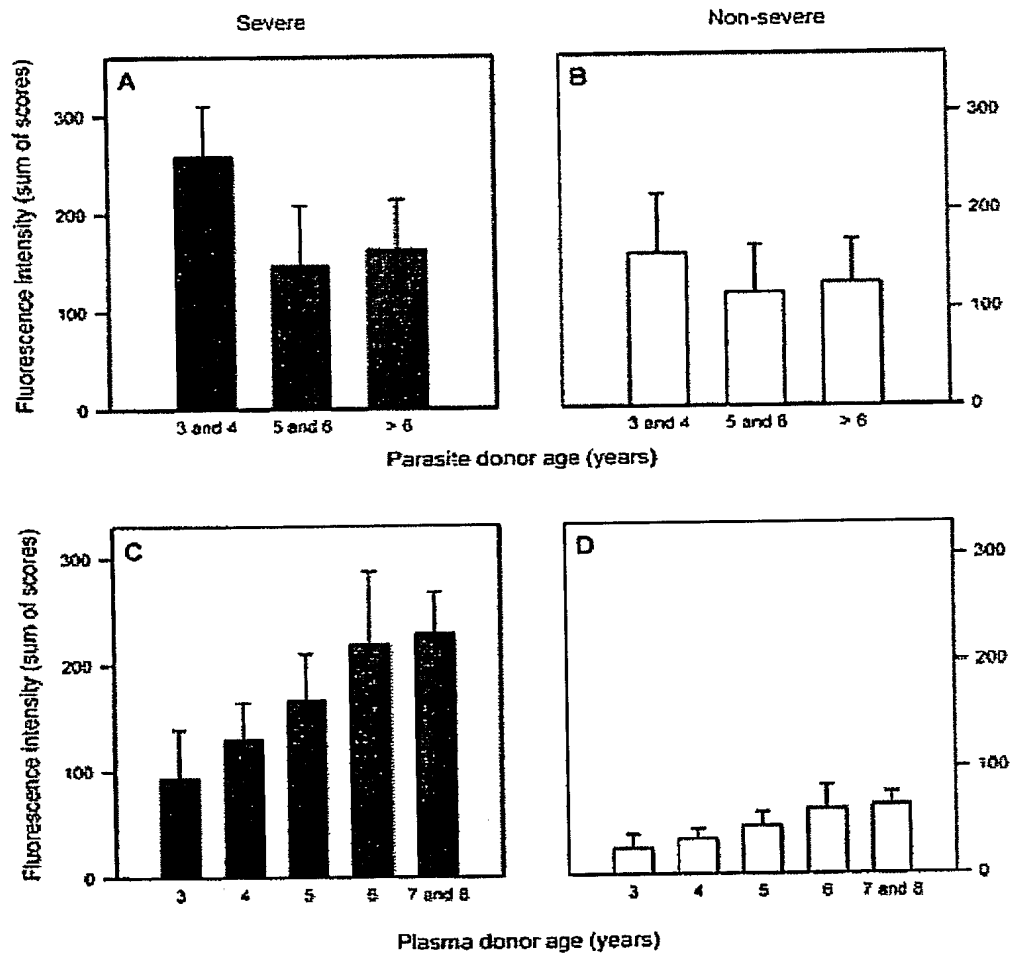 Severe
Non-severe
A
B
Fluorescence Intensity (sum of scores)
300
200
100
0
300
200
100
0
3 and 4 5 and 6 > 6
3 and 4 5 and 6 > 6
Parasite donor age (years)
C
D
Fluorescence Intensity (sum of scores)
300
200
100
0
300
200
100
0
3 4 5 6 7 and 8
3 4 5 6 7 and 8
Plasma donor age (years)